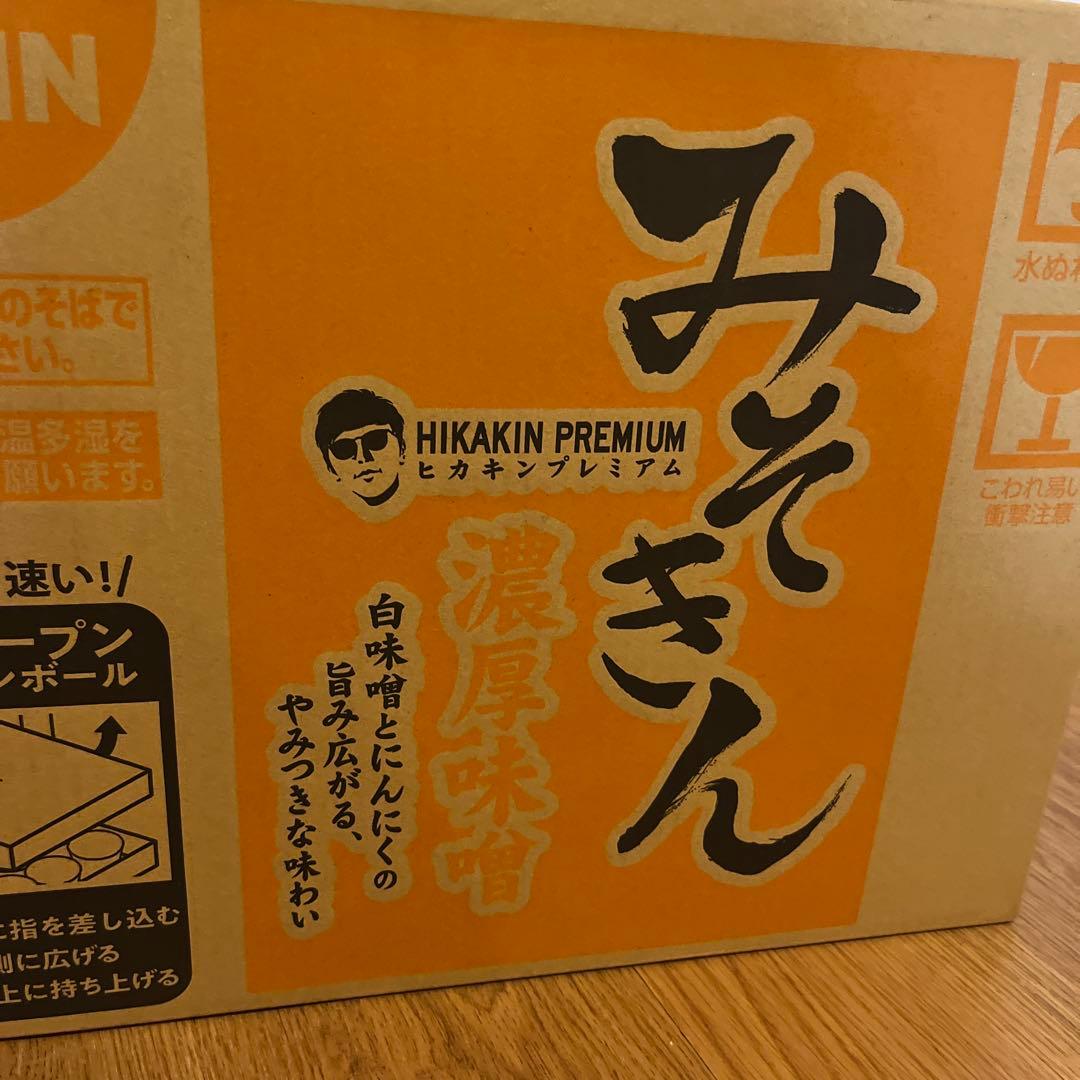 IN
みそきん
HIKAKIN PREMIUM
ヒカキンプレミアム
濃厚味噌
白味噌とにんにくの
旨み広がる、
やみつきな味わい
のそばで
さい。
温多湿を
願います。
速い!/
ープン
ンボール
に指を差し込む
側に広げる
上に持ち上げる
水ぬれ
こわれ易い
衝撃注意